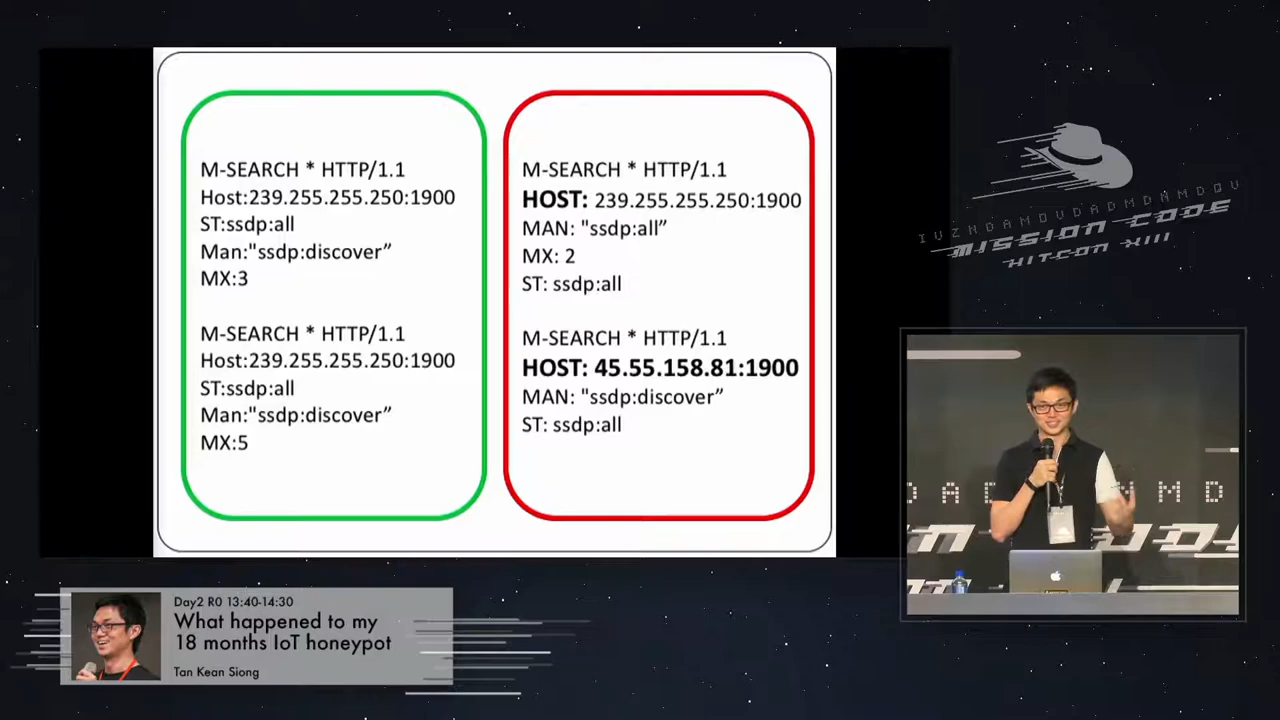 M-SEARCH * HTTP/1.1
Host:239.255.255.250:1900
ST:ssdp:all
Man:"ssdp:discover”
MX:3
M-SEARCH * HTTP/1.1
Host:239.255.255.250:1900
ST:ssdp:all
Man:"ssdp:discover”
MX:5
M-SEARCH * HTTP/1.1
HOST: 239.255.255.250:1900
MAN: "ssdp:all”
MX: 2
ST: ssdp:all
M-SEARCH * HTTP/1.1
HOST: 45.55.158.81:1900
MAN: "ssdp:discover”
ST: ssdp:all
MISSION CODE
HITCON XIII
Day2 R0 13:40-14:30
What happened to my
18 months IoT honeypot
Tan Kean Siong